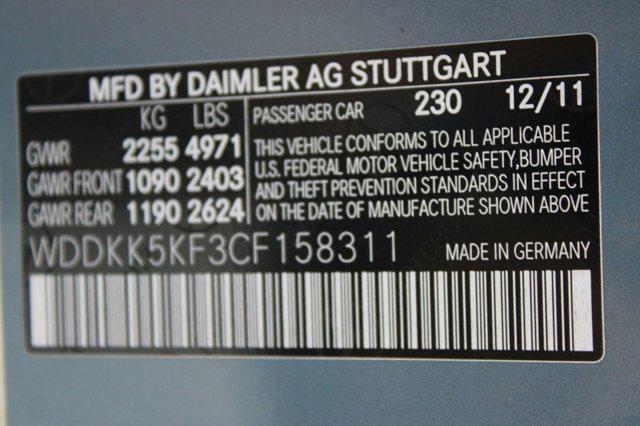 MFD BY DAIMLER AG STUTTGART
KG LBS
GVWR 2255 4971
GAWR FRONT 1090 2403
GAWR REAR 1190 2624
PASSENGER CAR 230 12/11
THIS VEHICLE CONFORMS TO ALL APPLICABLE
U.S. FEDERAL MOTOR VEHICLE SAFETY,BUMPER
AND THEFT PREVENTION STANDARDS IN EFFECT
ON THE DATE OF MANUFACTURE SHOWN ABOVE
WDDKK5KF3CF158311 MADE IN GERMANY